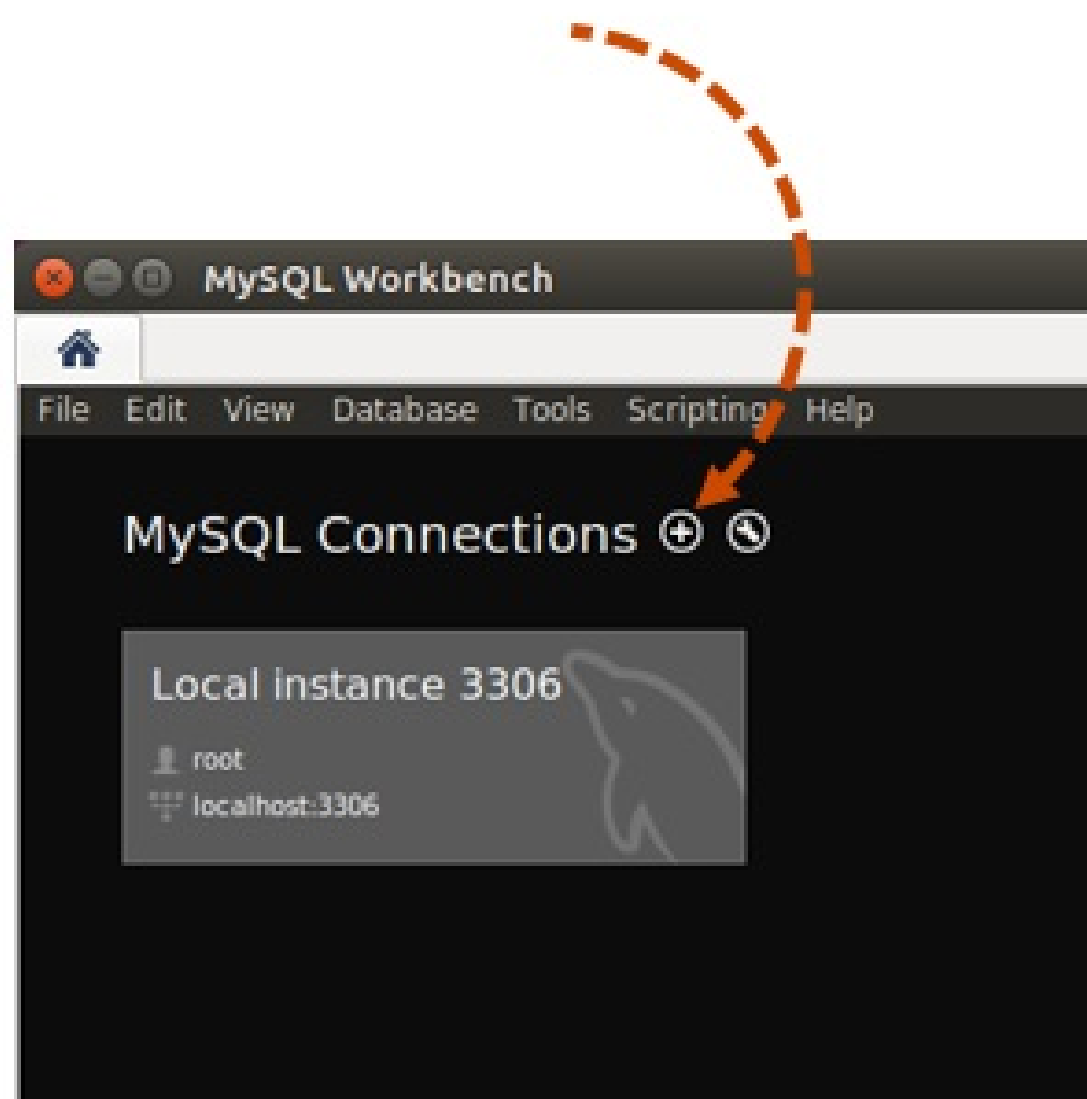 MySQL Workbench
File Edit View Database Tools Scripting Help
MySQL Connections
Local instance 3306
root
localhost:3306